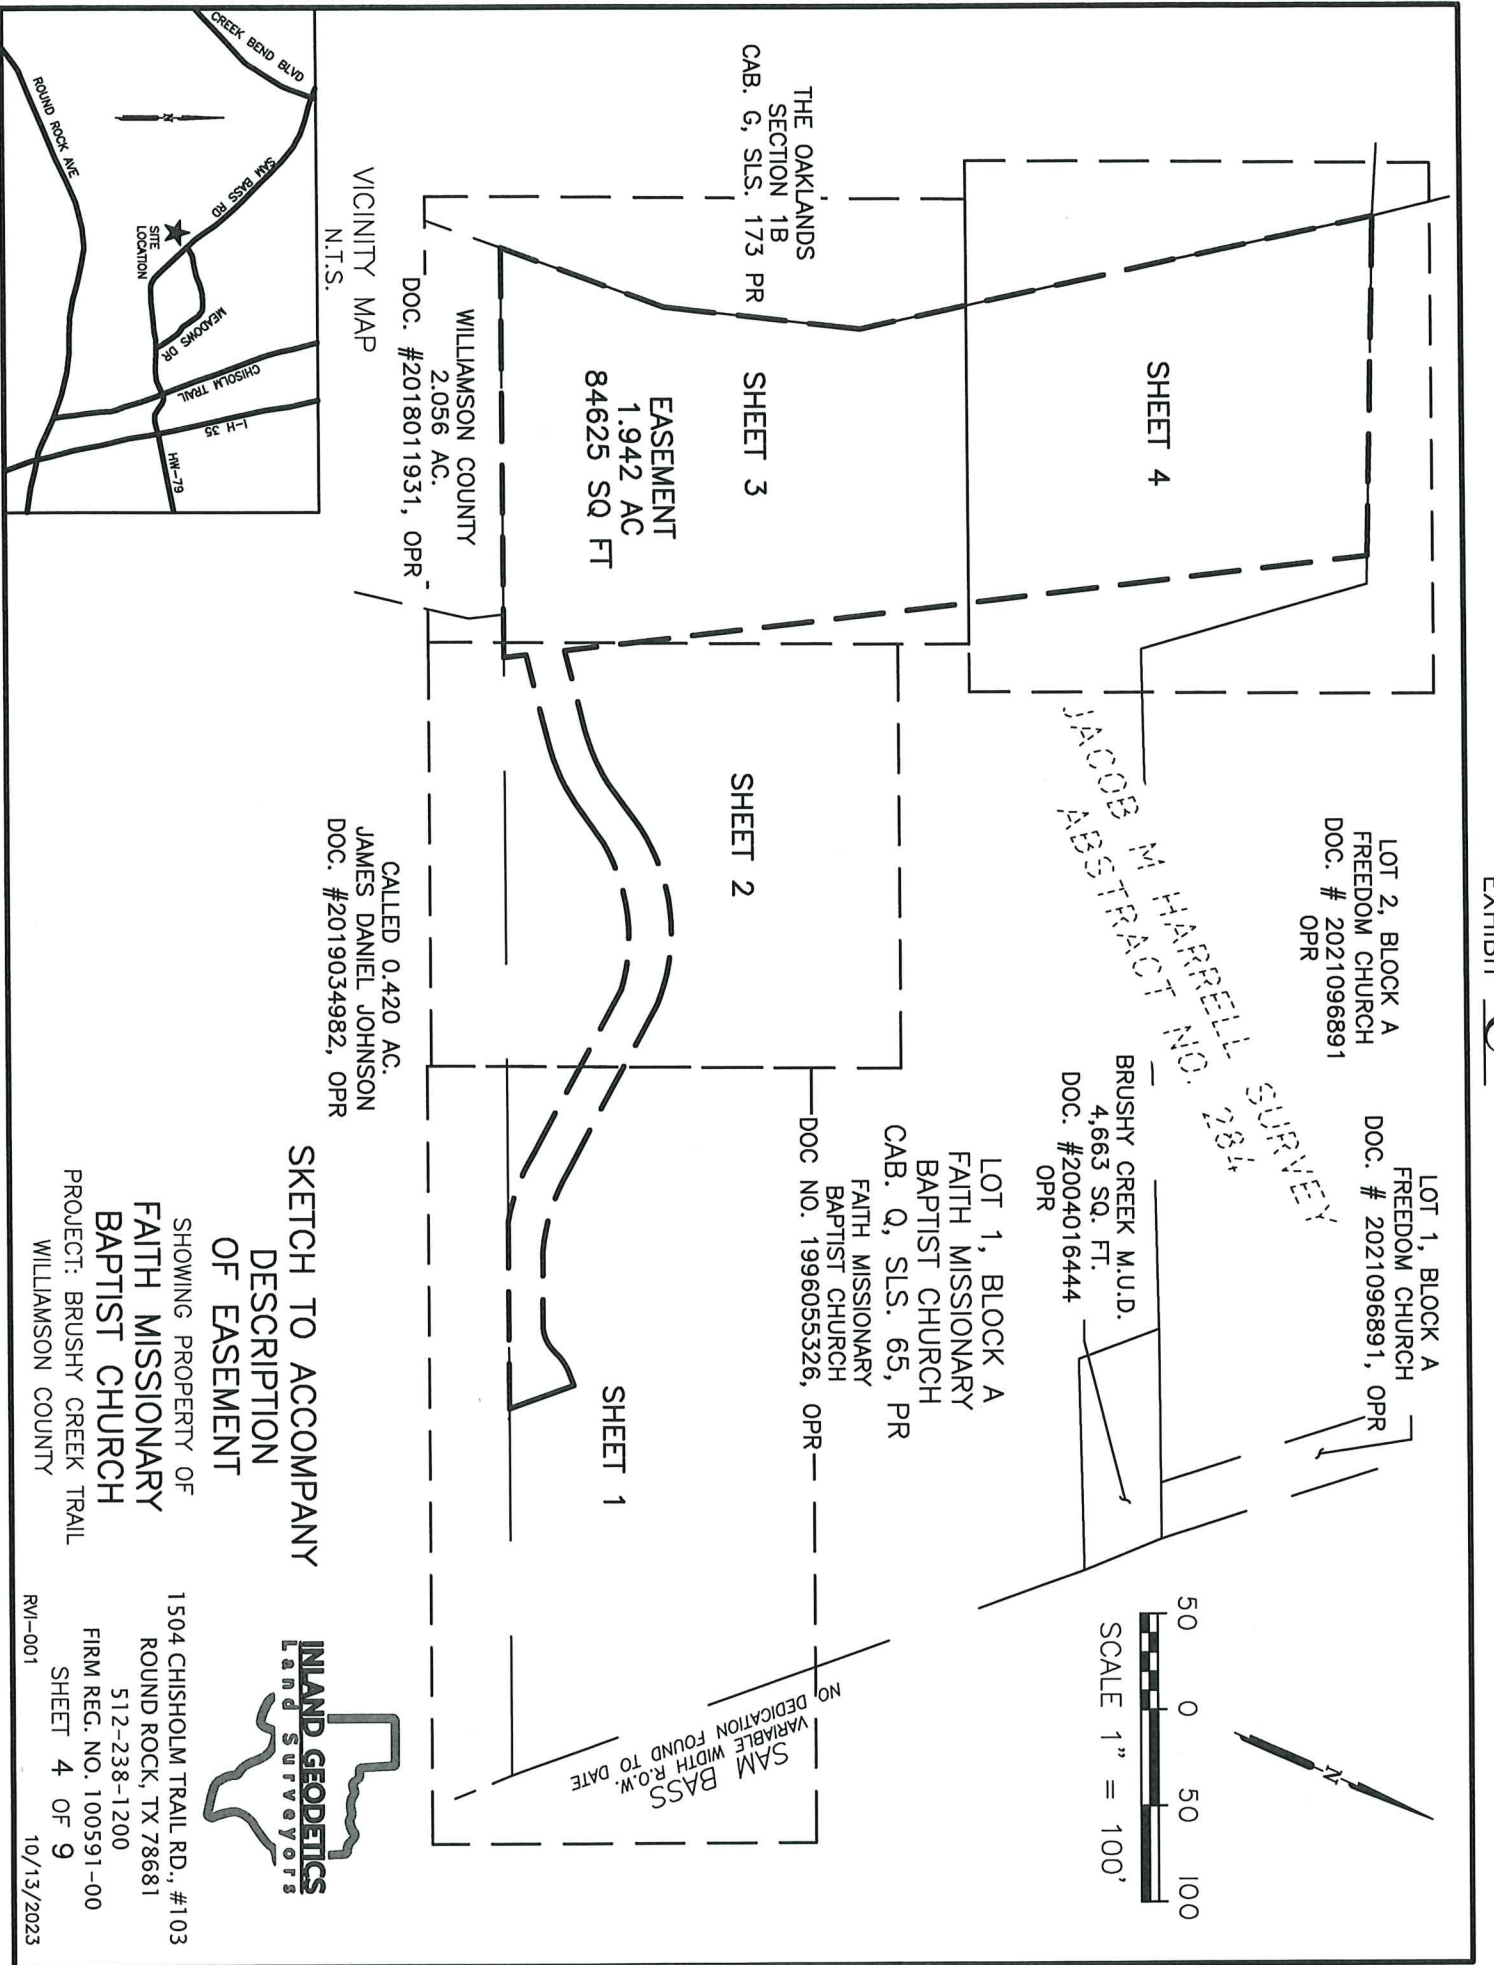 EXHIBIT
LOT 1, BLOCK A
FREEDOM CHURCH
DOC. # 2021096891, OPR
LOT 2, BLOCK A
FREEDOM CHURCH
DOC. # 2021096891
OPR
JACOB M HARRELL SURVEY
ABSTRACT NO. 284
BRUSHY CREEK M.U.D.
4,663 SQ. FT.
DOC. #2004016444
OPR
50 0 50 100
SCALE 1" = 100'
N
SHEET 4
LOT 1, BLOCK A
FAITH MISSIONARY
BAPTIST CHURCH
CAB. Q, SLS. 65, PR
FAITH MISSIONARY
BAPTIST CHURCH
DOC NO. 1996055326, OPR
THE OAKLANDS
SECTION 1B
CAB. G, SLS. 173 PR
SHEET 3
SHEET 2
SHEET 1
EASEMENT
1.942 AC
84625 SQ FT
SAM BASS
VARIABLE WIDTH R.O.W.
NO DEDICATION FOUND TO DATE
WILLIAMSON COUNTY
2.056 AC.
DOC. #2018011931, OPR
CALLED 0.420 AC.
JAMES DANIEL JOHNSON
DOC. #2019034982, OPR
VICINITY MAP
N.T.S.
CREEK BEND BLVD
ROUND ROCK AVE
N
SAM BASS RD
SITE
LOCATION
MEADOWS DR
CHISOLM TRAIL
I-H 35
HW-79
SKETCH TO ACCOMPANY
DESCRIPTION
OF EASEMENT
SHOWING PROPERTY OF
FAITH MISSIONARY
BAPTIST CHURCH
PROJECT: BRUSHY CREEK TRAIL
WILLIAMSON COUNTY
INLAND GEODETICS
Land Surveyors
1504 CHISHOLM TRAIL RD., #103
ROUND ROCK, TX 78681
512-238-1200
FIRM REG. NO. 100591-00
SHEET 4 OF 9
RVI-001
10/13/2023